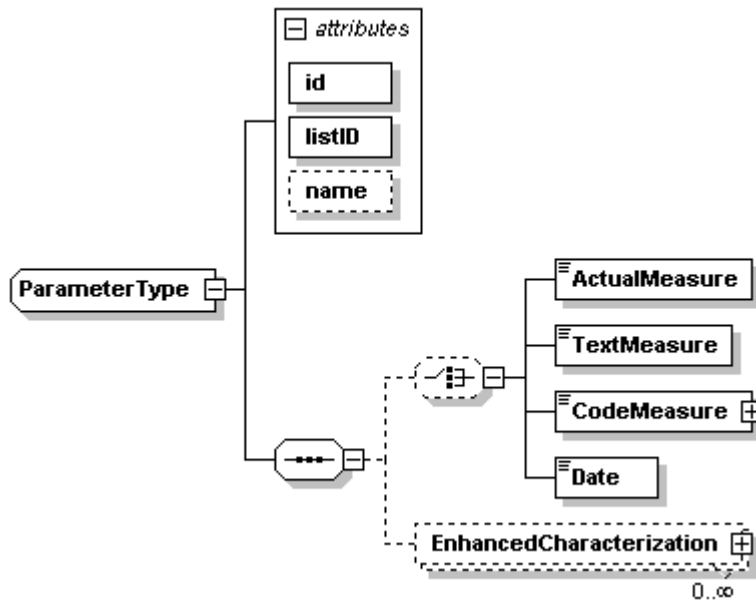 attributes
id
listID
name
ParameterType
ActualMeasure
TextMeasure
CodeMeasure
Date
EnhancedCharacterization
0..∞